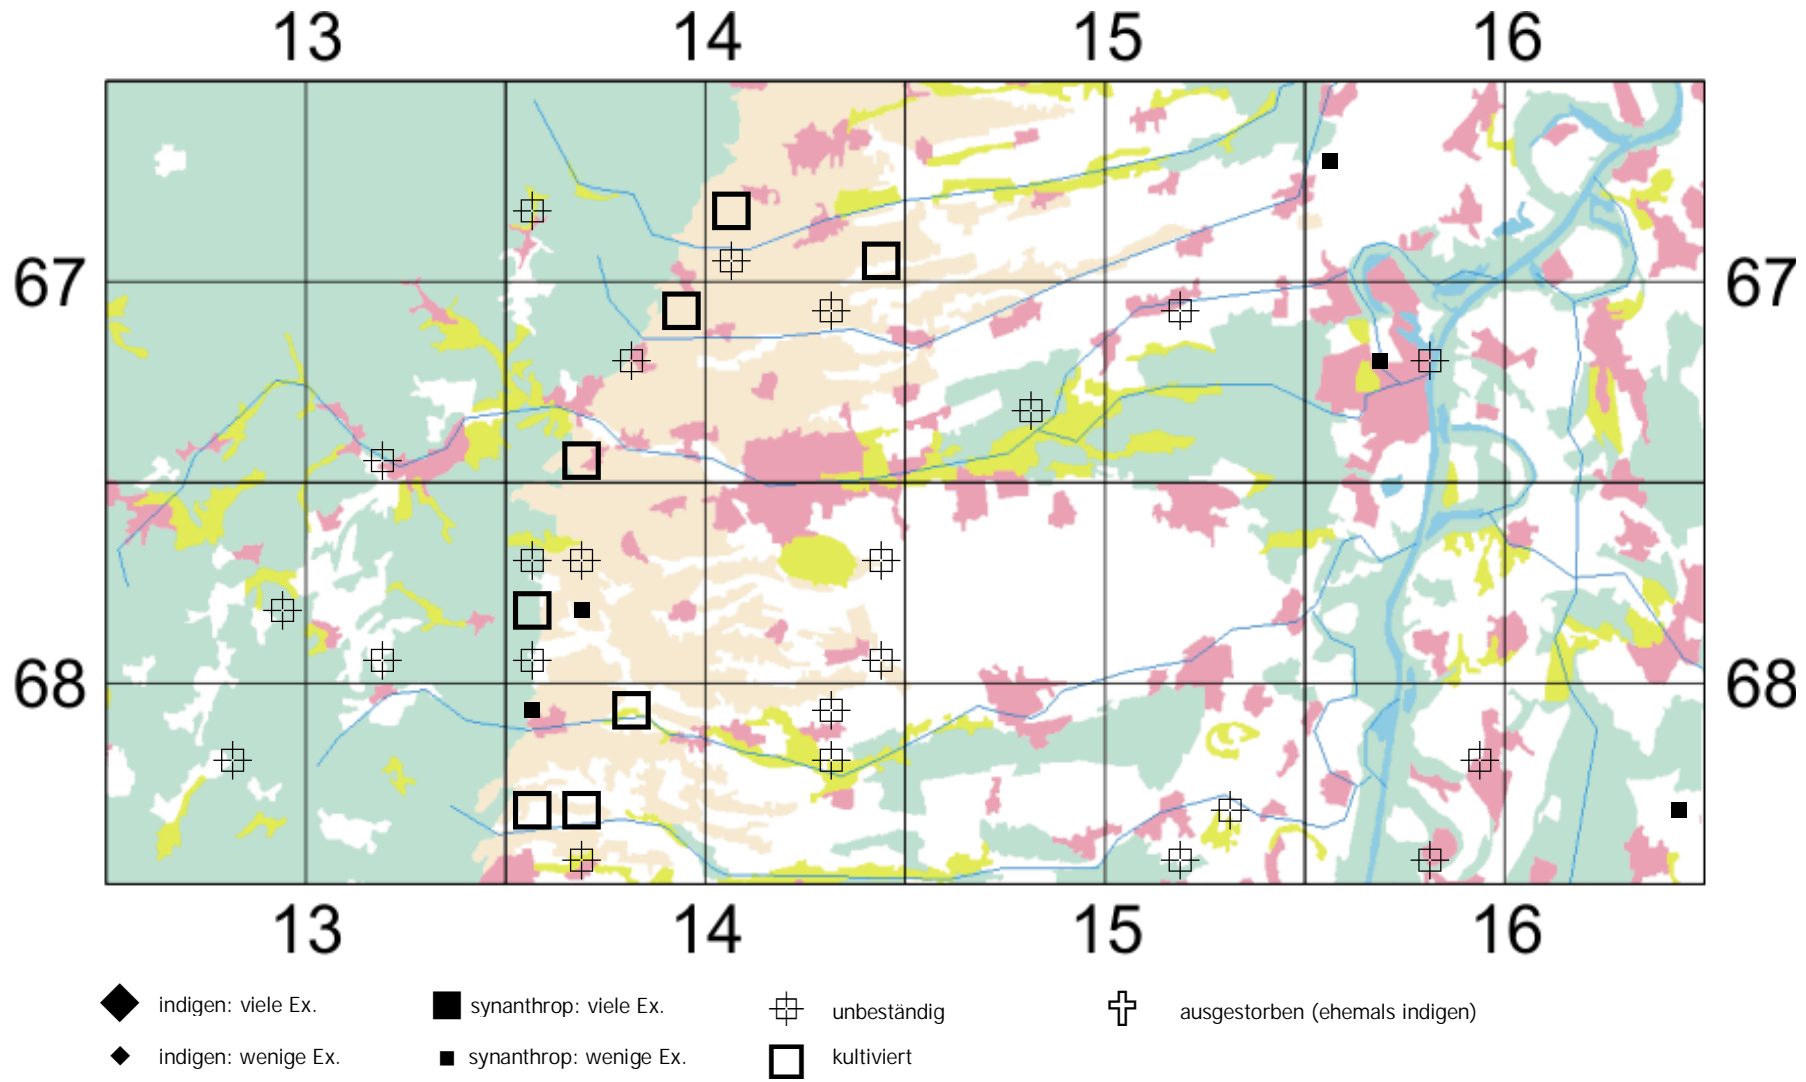 13 14 15 16
67 67
68 68
13 14 15 16
indigen: viele Ex. synanthrop: viele Ex. unbeständig ausgestorben (ehemals indigen)
indigen: wenige Ex. synanthrop: wenige Ex. kultiviert